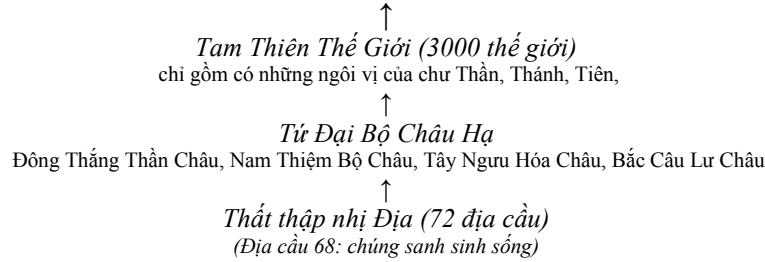 ↑
Tam Thiên Thế Giới (3000 thế giới)
chỉ gồm có những ngôi vị của chư Thần, Thánh, Tiên,
↑
Tứ Đại Bộ Châu Hạ
Đông Thắng Thần Châu, Nam Thiệm Bộ Châu, Tây Ngưu Hóa Châu, Bắc Câu Lư Châu
↑
Thất thập nhị Địa (72 địa cầu)
(Địa cầu 68: chúng sanh sinh sống)